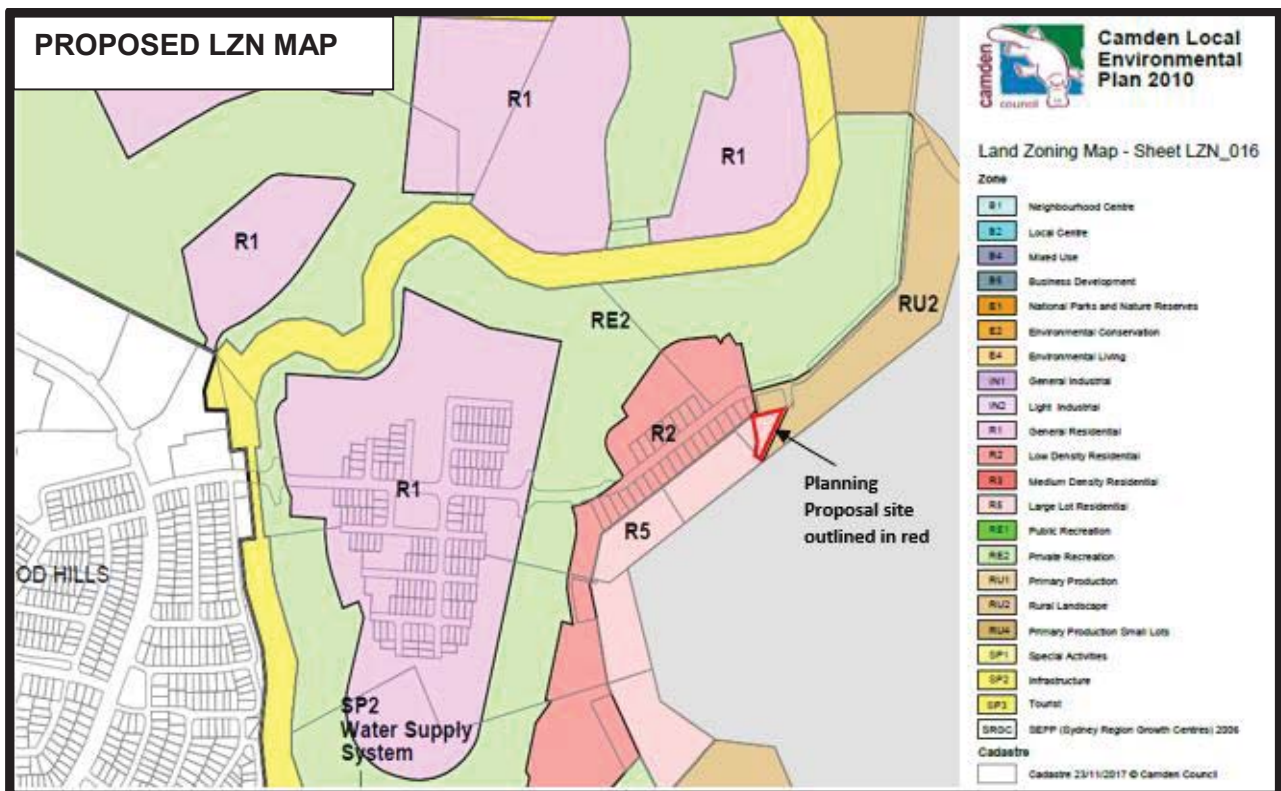 PROPOSED LZN MAP
R1
R1
R1
RE2
RU2
R2
R1
R5
Planning
Proposal site
outlined in red
OD HILLS
SP2
Water Supply
System
camden
council
Camden Local
Environmental
Plan 2010
Land Zoning Map - Sheet LZN_016
Zone
B1 Neighbourhood Centre
B2 Local Centre
B4 Mixed Use
B5 Business Development
E1 National Parks and Nature Reserves
E2 Environmental Conservation
E4 Environmental Living
IN1 General Industrial
IN2 Light Industrial
R1 General Residential
R2 Low Density Residential
R3 Medium Density Residential
R5 Large Lot Residential
RE1 Public Recreation
RE2 Private Recreation
RU1 Primary Production
RU2 Rural Landscape
RU4 Primary Production Small Lots
SP1 Special Activities
SP2 Infrastructure
SP3 Tourist
SRGC SEPP (Sydney Region Growth Centres) 2006
Cadastre
Cadastre 23/11/2017 © Camden Council